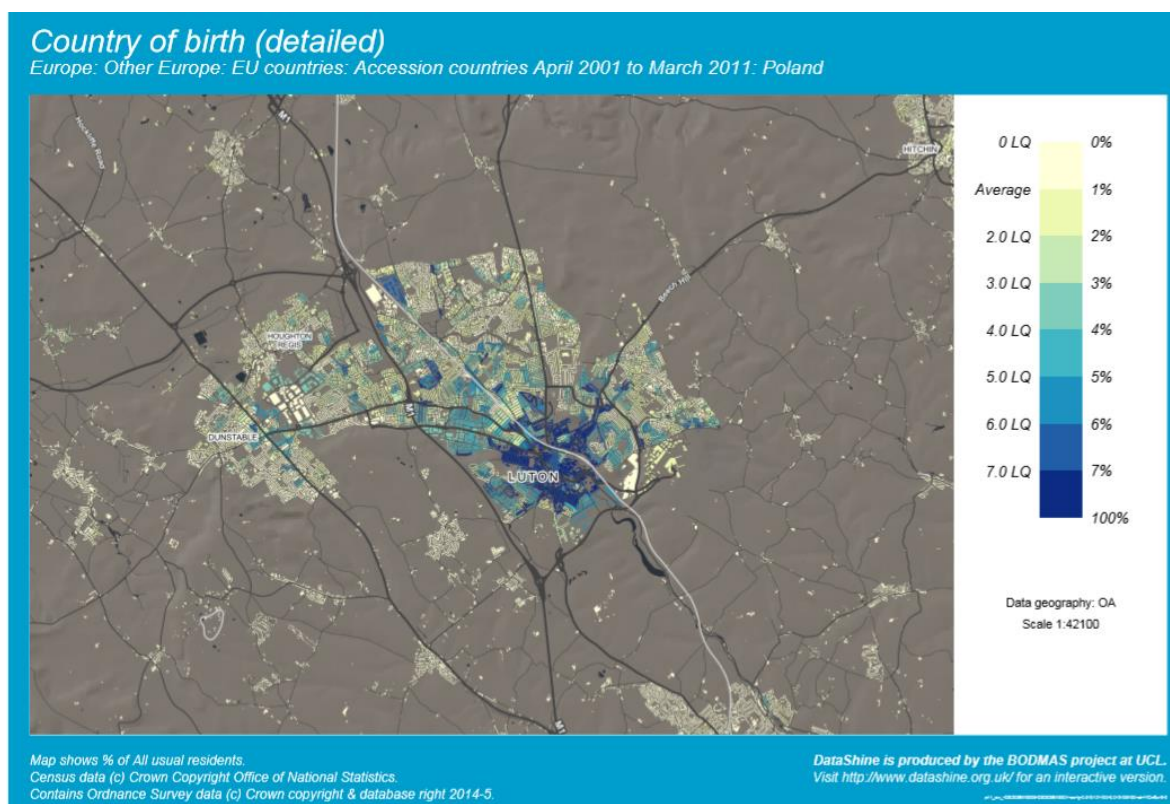 Country of birth (detailed)
Europe: Other Europe: EU countries: Accession countries April 2001 to March 2011: Poland
M1
HITCHIN
HOUGHTON
REGIS
DUNSTABLE
M1
LUTON
0 LQ 0%
Average 1%
2.0 LQ 2%
3.0 LQ 3%
4.0 LQ 4%
5.0 LQ 5%
6.0 LQ 6%
7.0 LQ 7%
100%
Data geography: OA
Scale 1:42100
Map shows % of All usual residents.
Census data (c) Crown Copyright Office of National Statistics.
Contains Ordnance Survey data (c) Crown copyright & database right 2014-5.
DataShine is produced by the BODMAS project at UCL.
Visit http://www.datashine.org.uk/ for an interactive version.